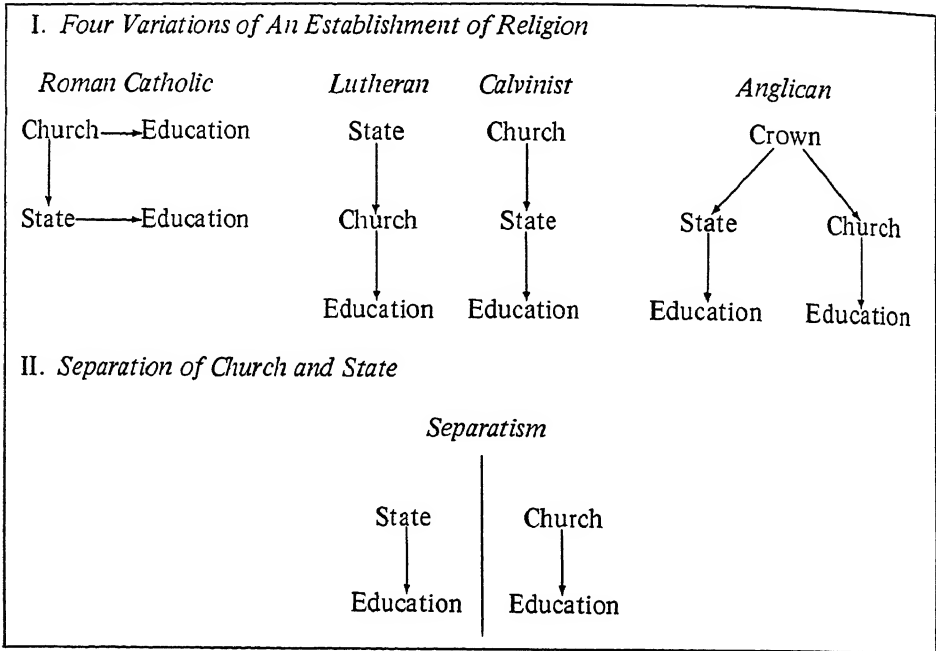 I. Four Variations of An Establishment of Religion
Roman Catholic Lutheran Calvinist Anglican
Church Education State Church Crown
State Education Church State State Church
Education Education Education Education
II. Separation of Church and State
Separatism
State Church
Education Education